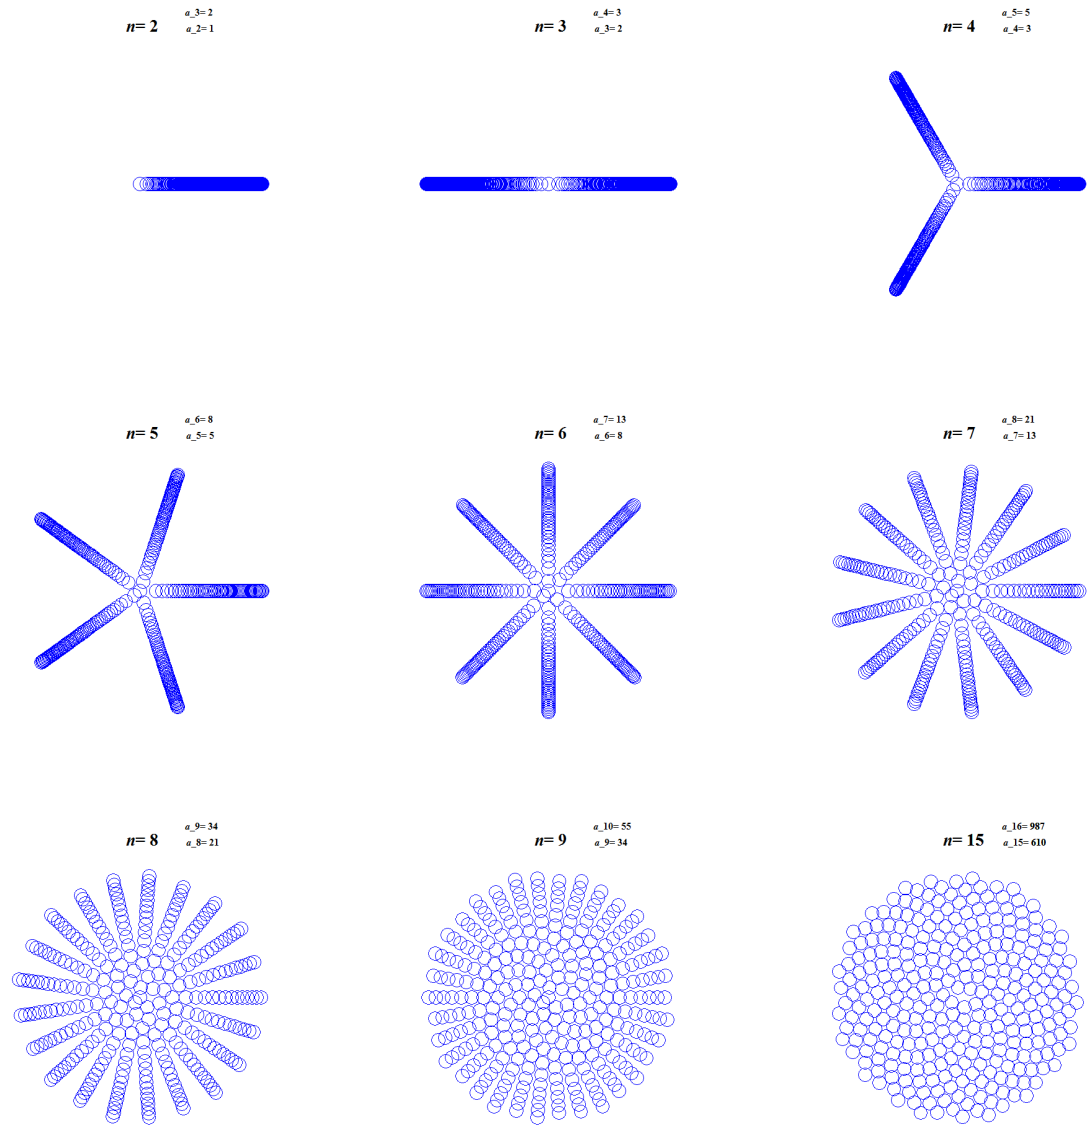 n= 2
a_3= 2
a_2= 1
n= 3
a_4= 3
a_3= 2
n= 4
a_5= 5
a_4= 3
n= 5
a_6= 8
a_5= 5
n= 6
a_7= 13
a_6= 8
n= 7
a_8= 21
a_7= 13
n= 8
a_9= 34
a_8= 21
n= 9
a_10= 55
a_9= 34
n= 15
a_16= 987
a_15= 610